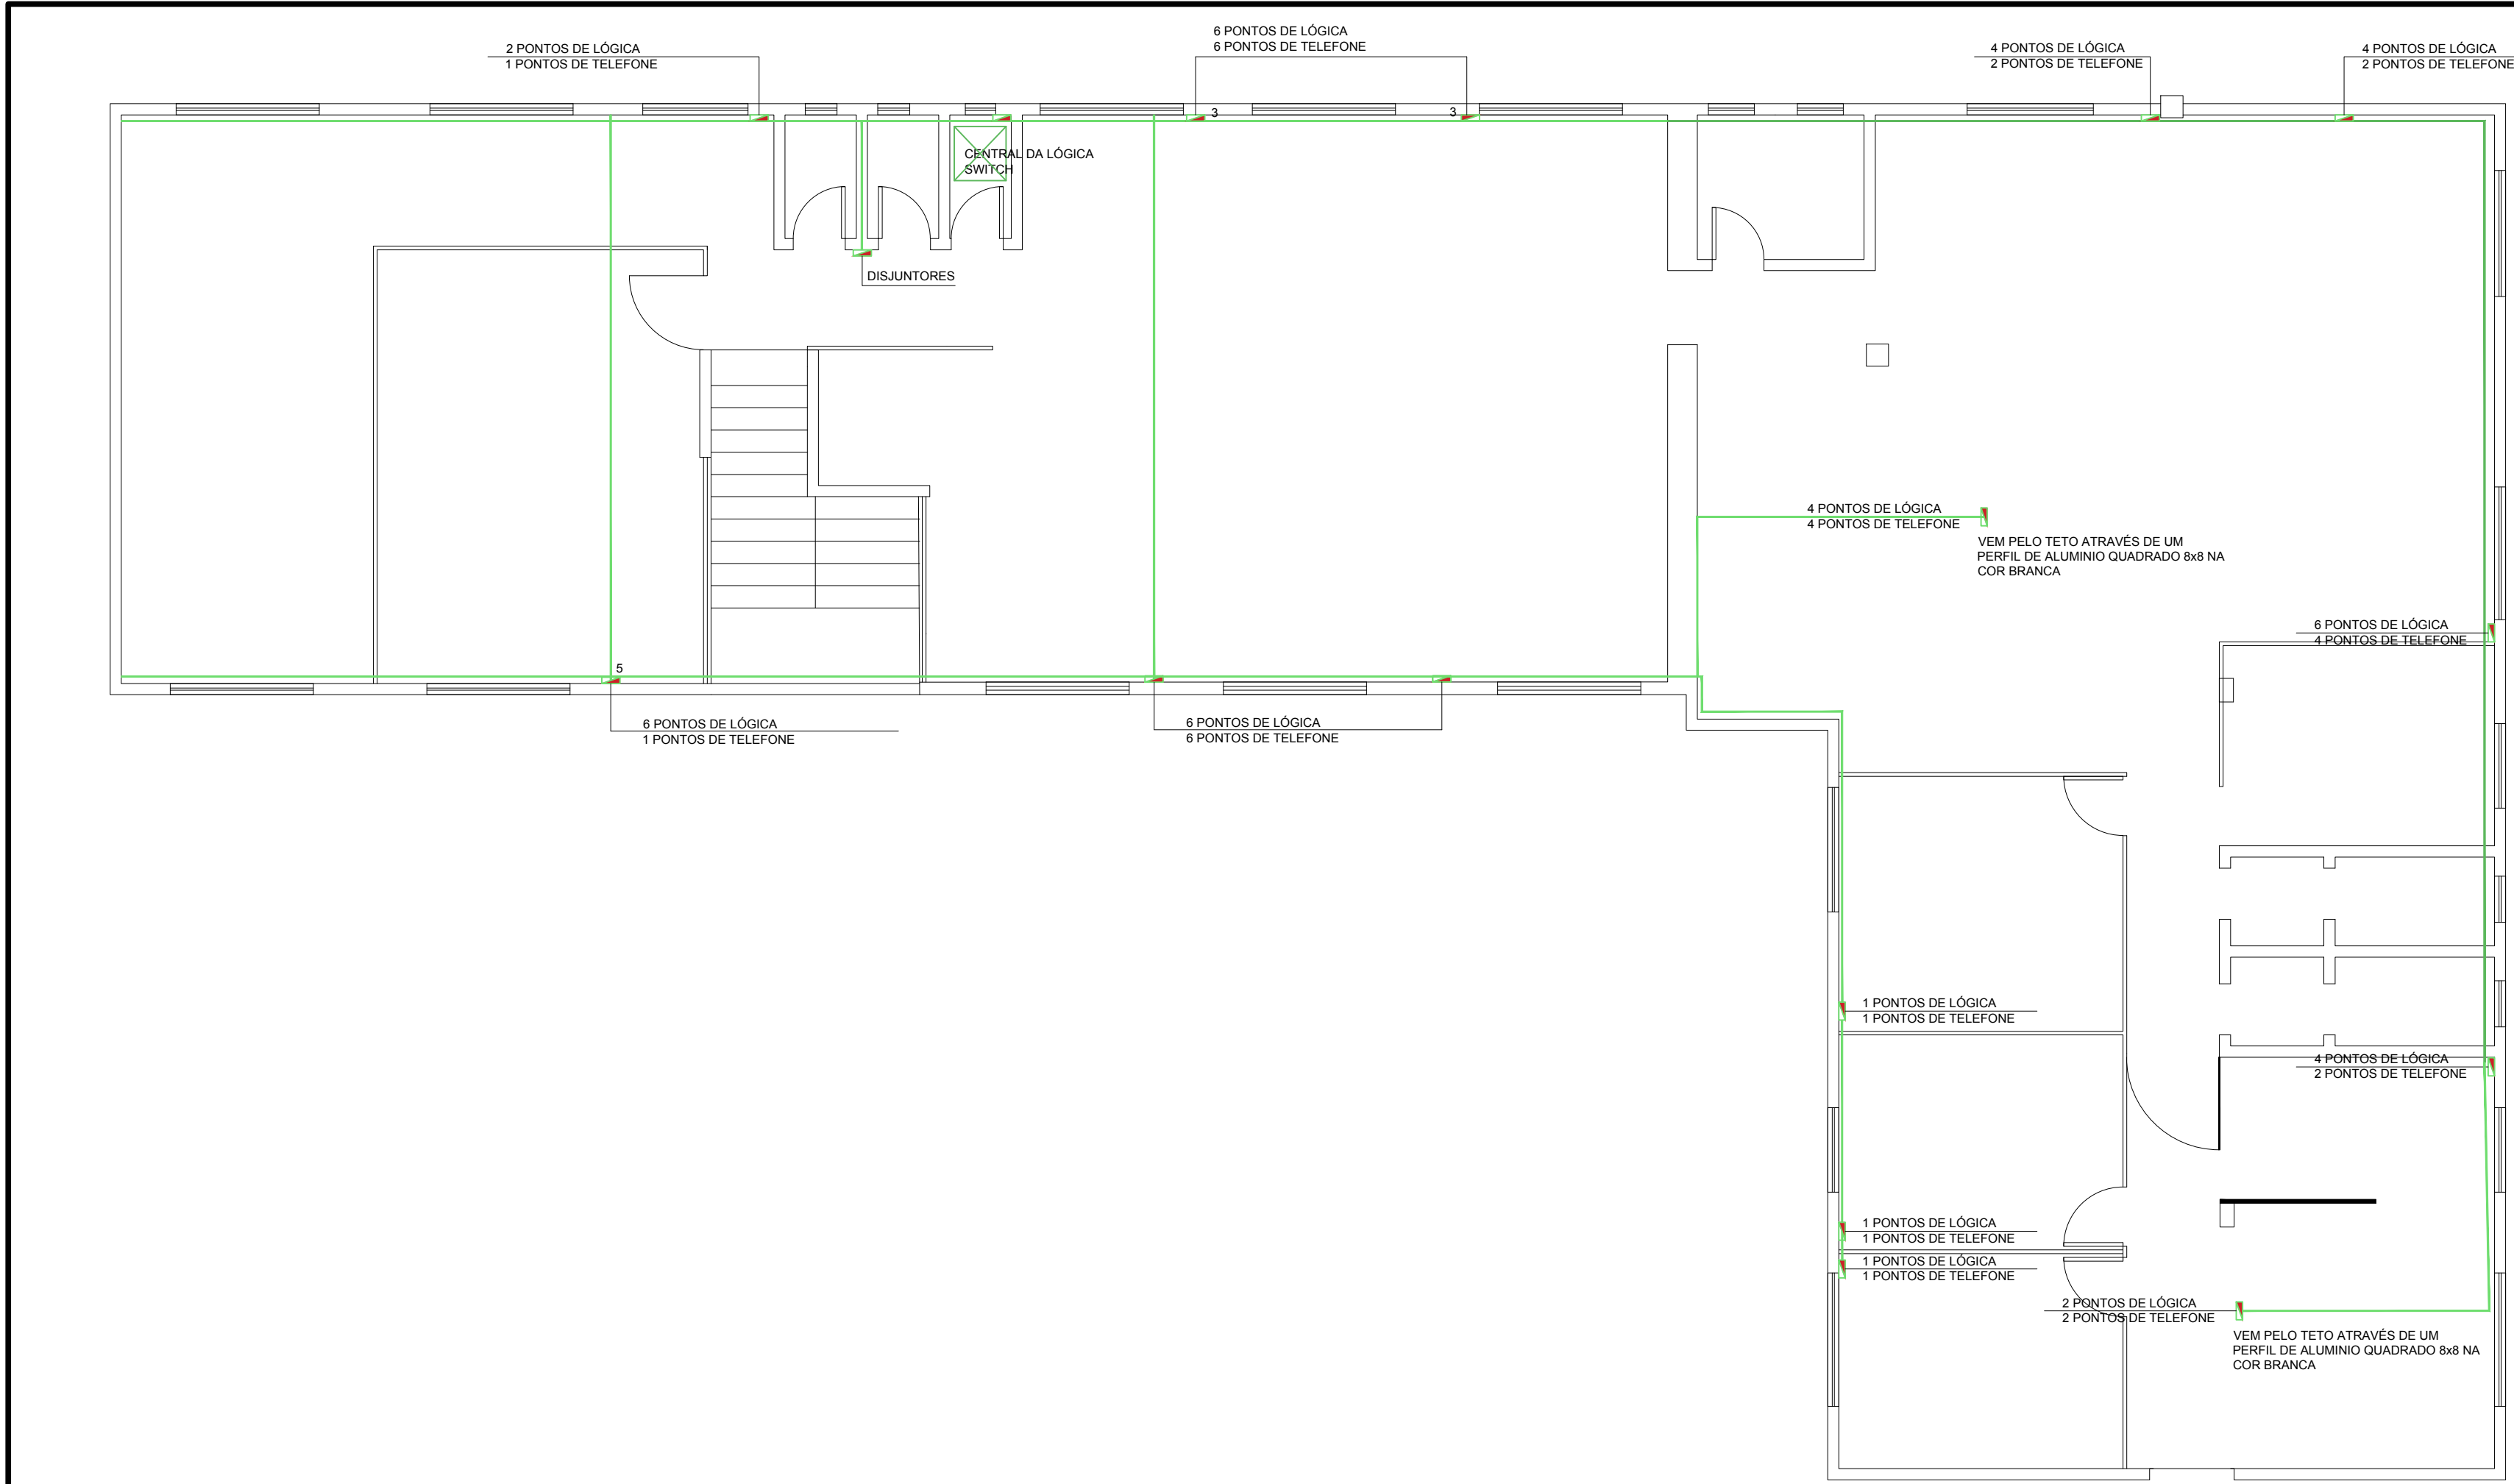 2 PONTOS DE LÓGICA
1 PONTOS DE TELEFONE
6 PONTOS DE LÓGICA
6 PONTOS DE TELEFONE
4 PONTOS DE LÓGICA
2 PONTOS DE TELEFONE
4 PONTOS DE LÓGICA
2 PONTOS DE TELEFONE
3
3
CENTRAL DA LÓGICA
SWITCH
DISJUNTORES
4 PONTOS DE LÓGICA
4 PONTOS DE TELEFONE
VEM PELO TETO ATRAVÉS DE UM
PERFIL DE ALUMINIO QUADRADO 8x8 NA
COR BRANCA
6 PONTOS DE LÓGICA
4 PONTOS DE TELEFONE
5
6 PONTOS DE LÓGICA
1 PONTOS DE TELEFONE
6 PONTOS DE LÓGICA
6 PONTOS DE TELEFONE
1 PONTOS DE LÓGICA
1 PONTOS DE TELEFONE
4 PONTOS DE LÓGICA
2 PONTOS DE TELEFONE
1 PONTOS DE LÓGICA
1 PONTOS DE TELEFONE
1 PONTOS DE LÓGICA
1 PONTOS DE TELEFONE
2 PONTOS DE LÓGICA
2 PONTOS DE TELEFONE
VEM PELO TETO ATRAVÉS DE UM
PERFIL DE ALUMINIO QUADRADO 8x8 NA
COR BRANCA